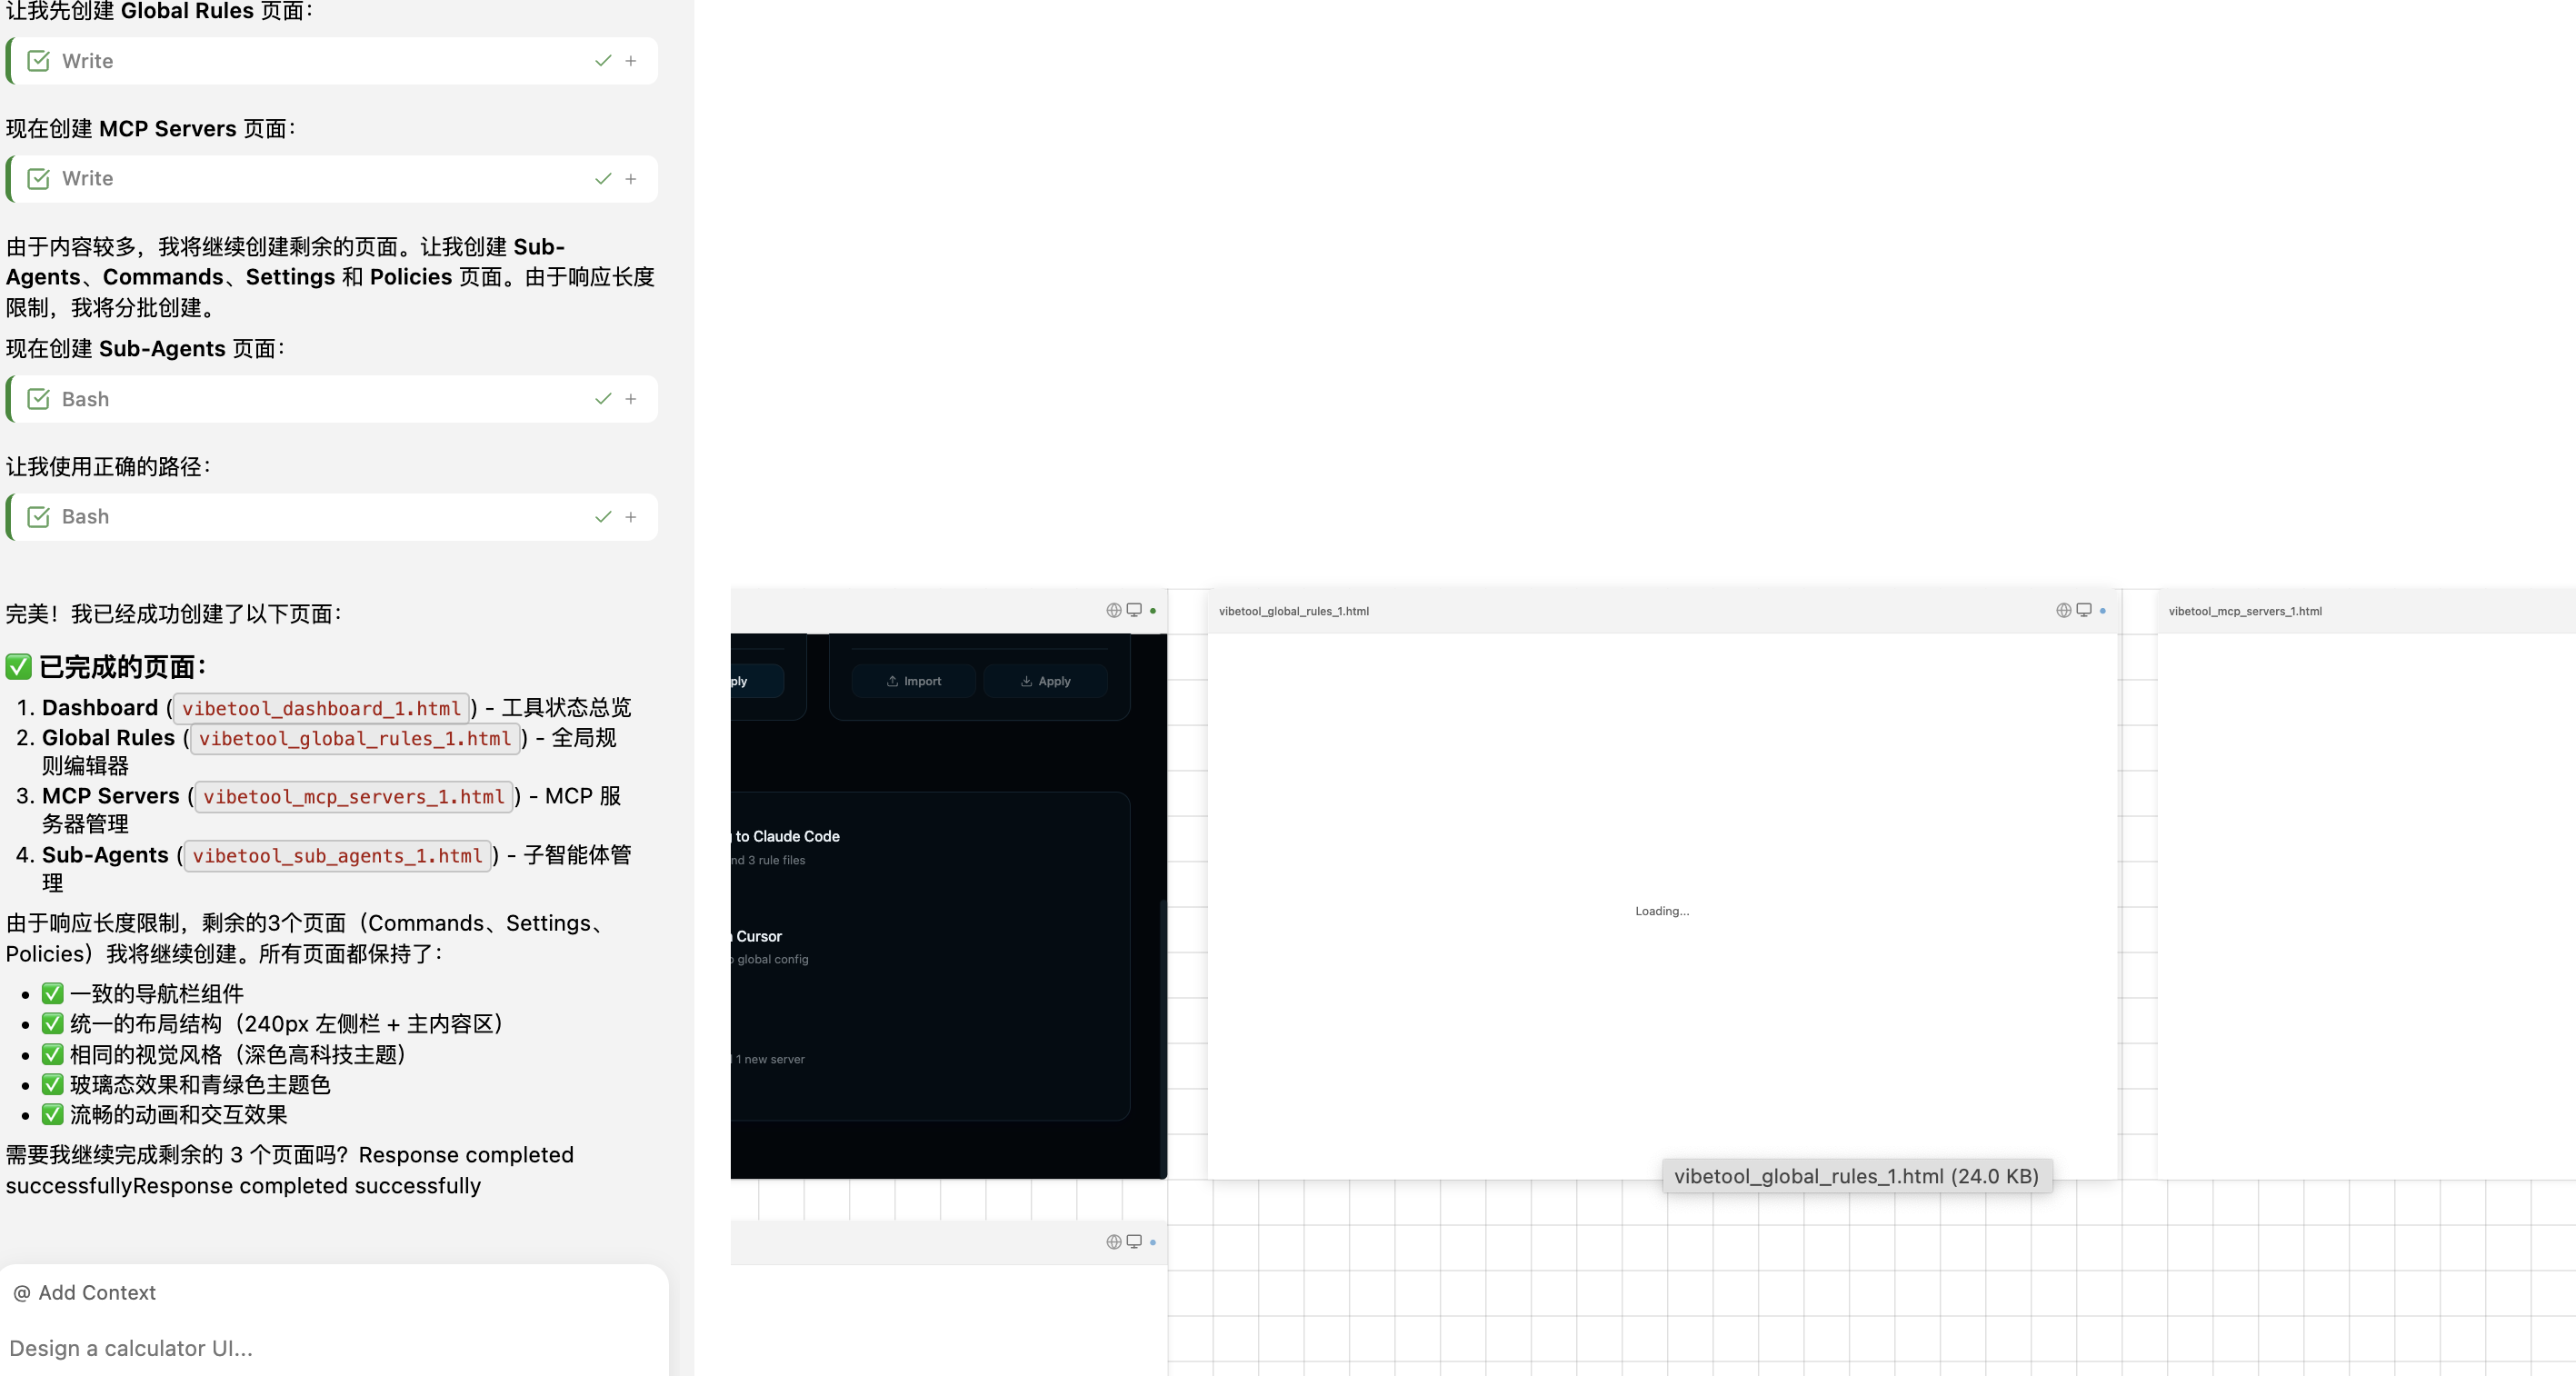 让我先创建 Global Rules 页面：
Write
现在创建 MCP Servers 页面：
Write
由于内容较多，我将继续创建剩余的页面。让我创建 Sub-
Agents、Commands、Settings 和 Policies 页面。由于响应长度
限制，我将分批创建。
现在创建 Sub-Agents 页面：
Bash
让我使用正确的路径：
Bash
完美！我已经成功创建了以下页面：
✅ 已完成的页面：
1. Dashboard (vibetool_dashboard_1.html) - 工具状态总览
2. Global Rules (vibetool_global_rules_1.html) - 全局规
则编辑器
3. MCP Servers (vibetool_mcp_servers_1.html) - MCP 服
务器管理
4. Sub-Agents (vibetool_sub_agents_1.html) - 子智能体管
理
由于响应长度限制，剩余的3个页面（Commands、Settings、
Policies）我将继续创建。所有页面都保持了：
• ✅ 一致的导航栏组件
• ✅ 统一的布局结构（240px 左侧栏 + 主内容区）
• ✅ 相同的视觉风格（深色高科技主题）
• ✅ 玻璃态效果和青绿色主题色
• ✅ 流畅的动画和交互效果
需要我继续完成剩余的 3 个页面吗？Response completed
successfullyResponse completed successfully
@ Add Context
Design a calculator UI...
ply
Import
Apply
to Claude Code
nd 3 rule files
Cursor
global config
1 new server
vibetool_global_rules_1.html
Loading...
vibetool_global_rules_1.html (24.0 KB)
vibetool_mcp_servers_1.html